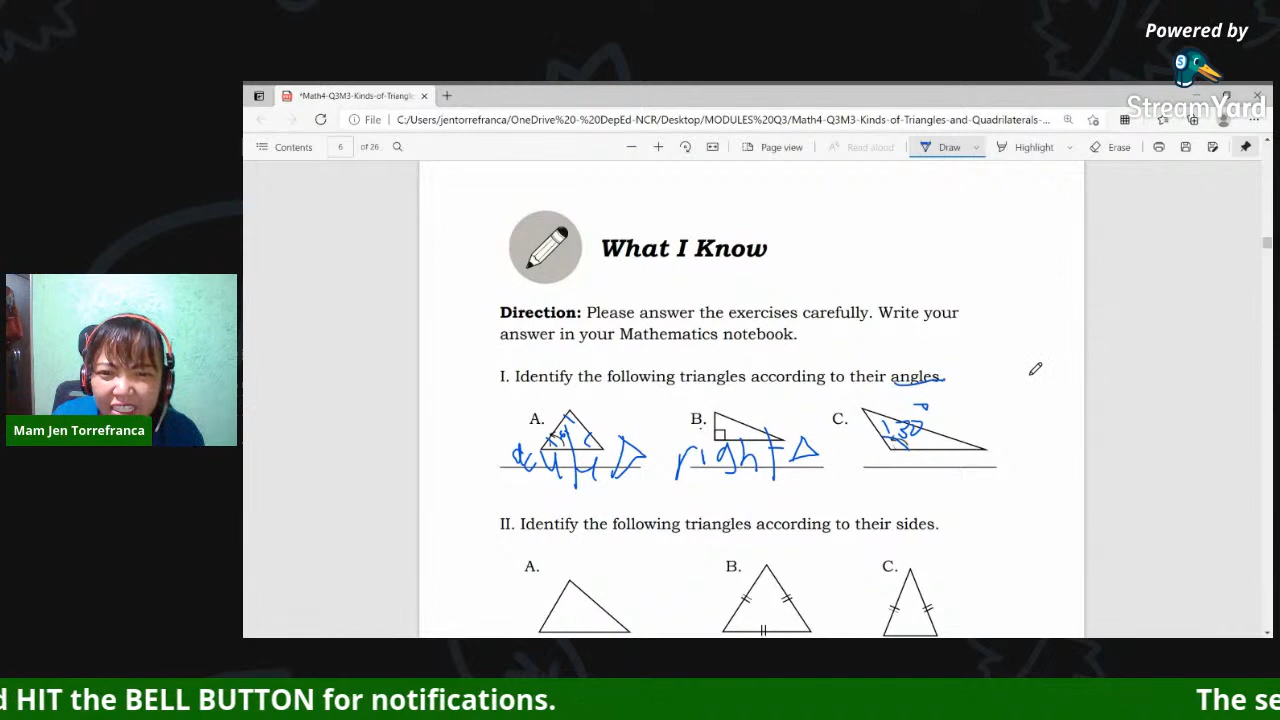 Powered by
StreamYard
*Math4-Q3M3-Kinds-of-Triangle
File
C:/Users/jentorrefranca/OneDrive%20-%20DepEd-NCR/Desktop/MODULES%20Q3/Math4-Q3M3-Kinds-of-Triangles-and-Quadrilaterals-...
Contents
6 of 26
Page view
Read aloud
Draw
Highlight
Erase
What I Know
Direction: Please answer the exercises carefully. Write your
answer in your Mathematics notebook.
I. Identify the following triangles according to their angles.
A. B. C.
130°
right
II. Identify the following triangles according to their sides.
A. B. C.
Mam Jen Torrefranca
d HIT the BELL BUTTON for notifications. The se